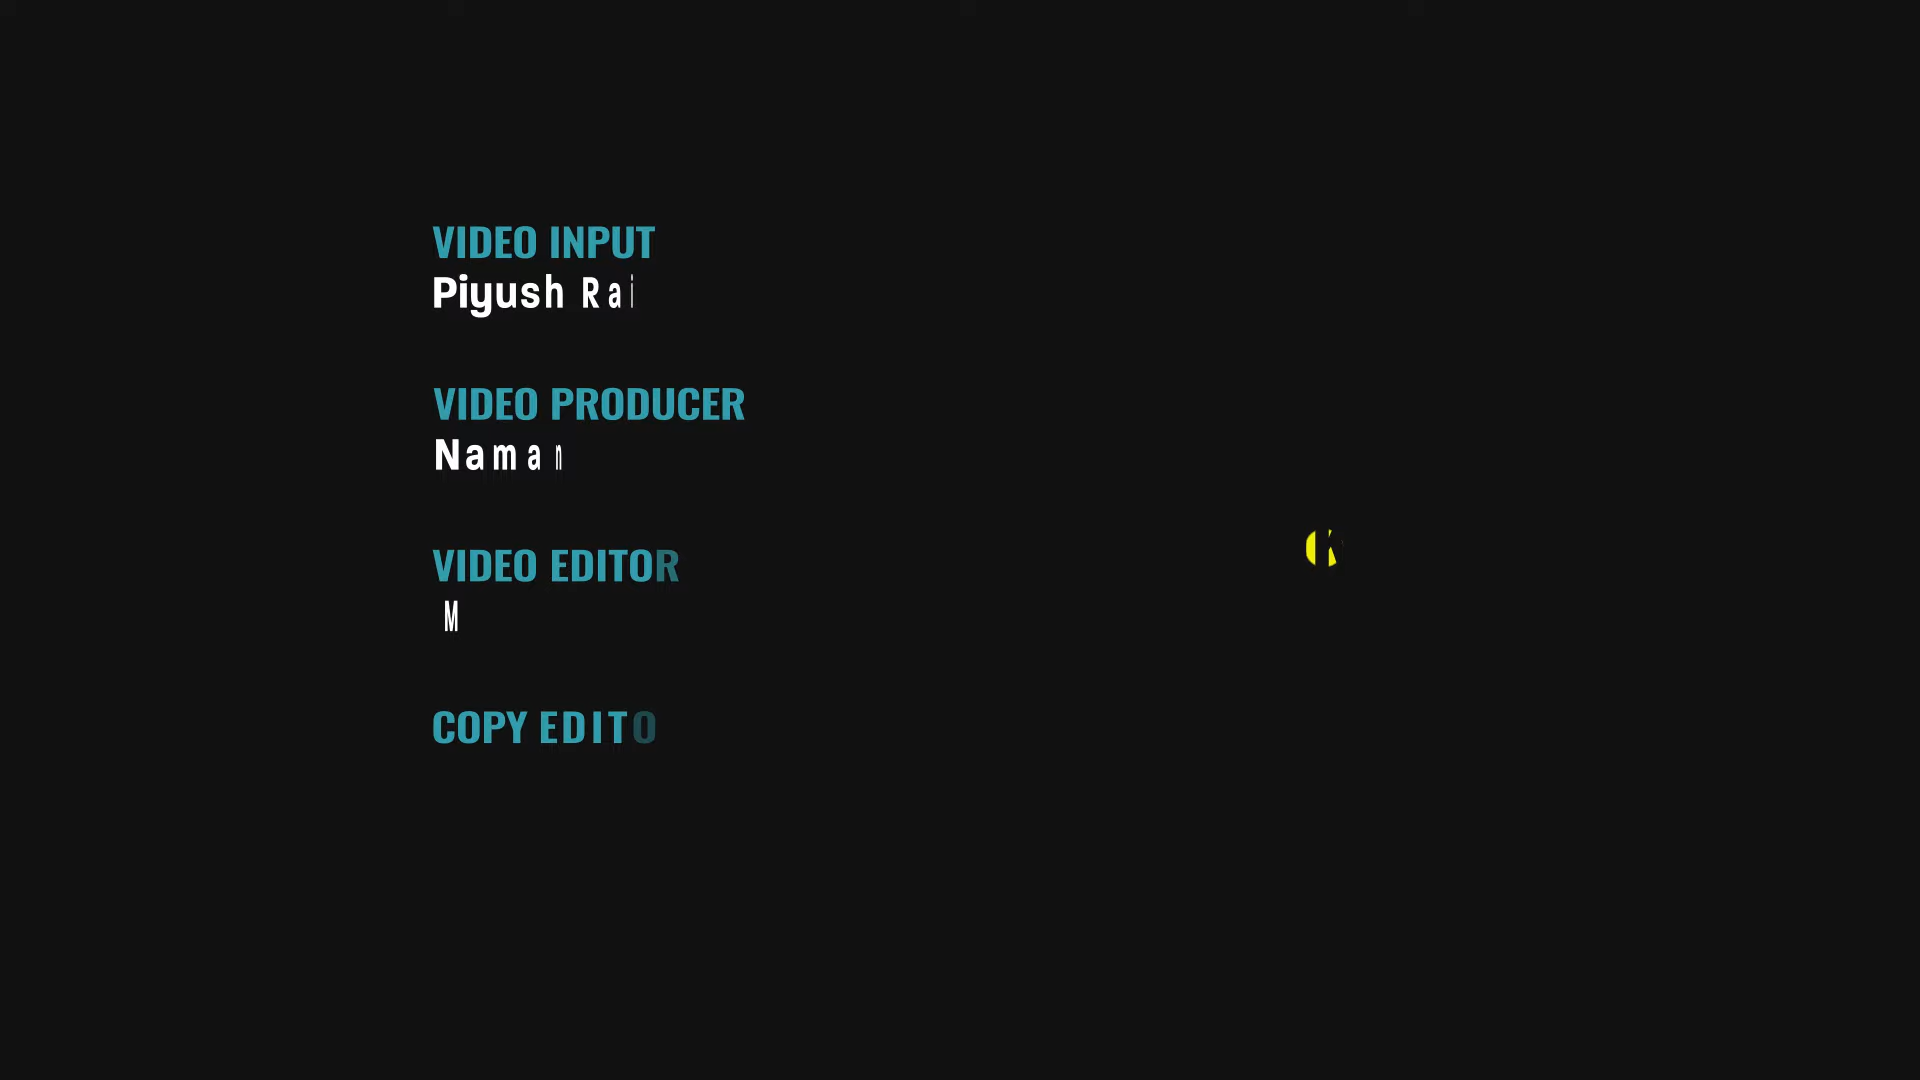 VIDEO INPUT
Piyush Rai
VIDEO PRODUCER
Naman
VIDEO EDITOR
M
COPY EDITO